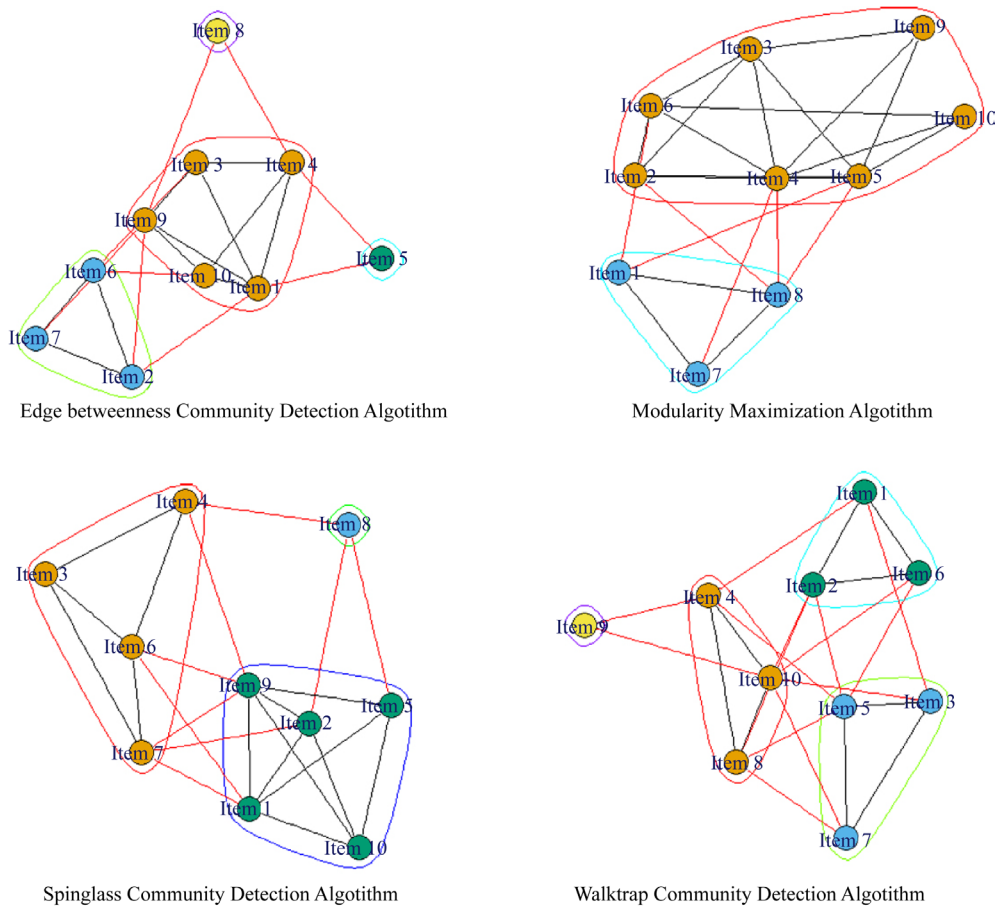 Item 8
Item 3
Item 4
Item 9
Item 5
Item 6
Item 10
Item 1
Item 7
Item 2
Edge betweenness Community Detection Algotithm
Item 9
Item 3
Item 6
Item 10
Item 2
Item 4
Item 5
Item 1
Item 8
Item 7
Modularity Maximization Algotithm
Item 4
Item 8
Item 3
Item 6
Item 9
Item 5
Item 2
Item 7
Item 1
Item 10
Spinglass Community Detection Algotithm
Item 1
Item 6
Item 2
Item 4
Item 9
Item 10
Item 5
Item 3
Item 8
Item 7
Walktrap Community Detection Algotithm